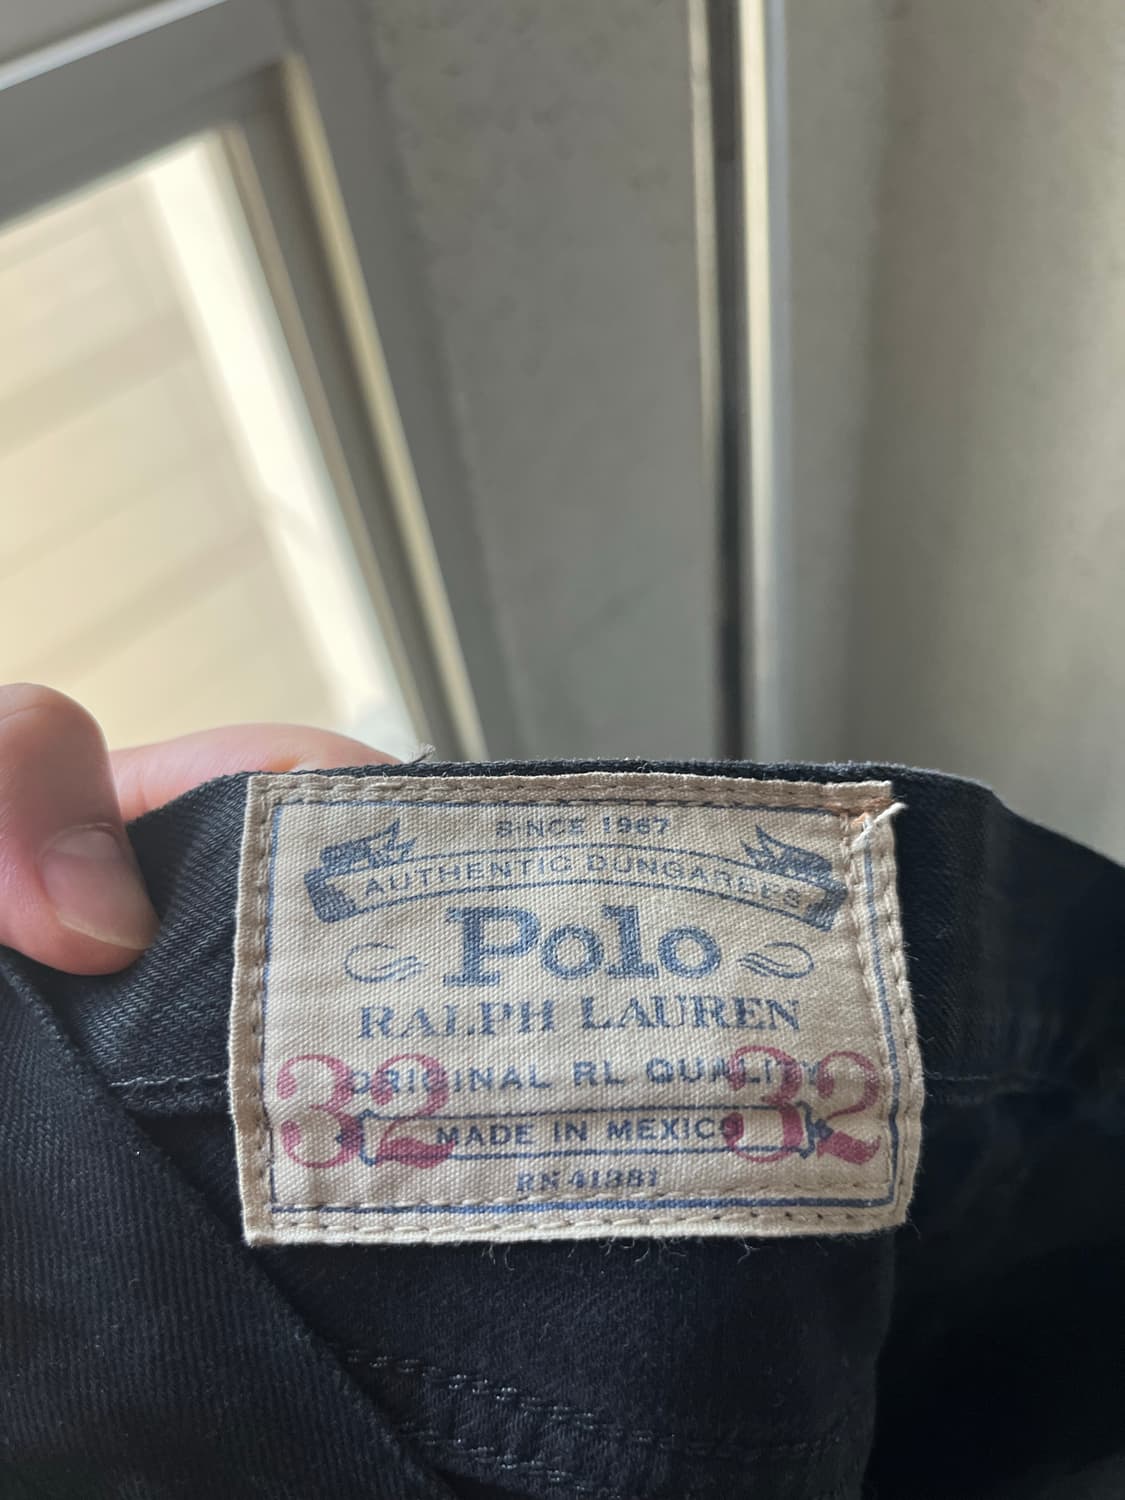 SINCE 1967
AUTHENTIC DUNGAREES
Polo
RALPH LAUREN
ORIGINAL RL QUALITY
32 32
MADE IN MEXICO
RN 41381